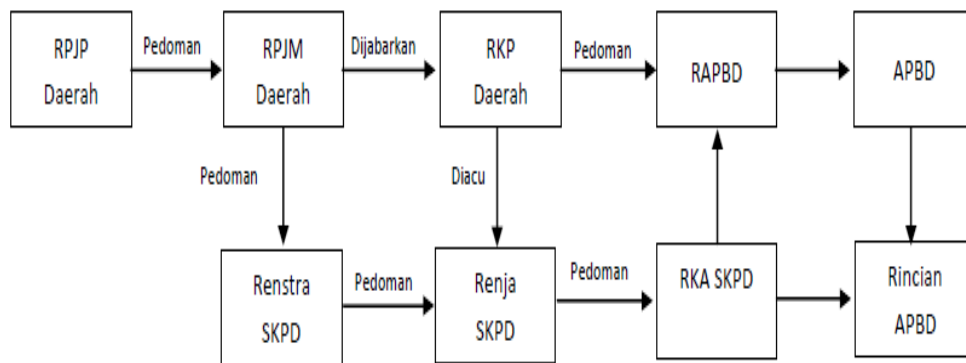 RPJP
Daerah
Pedoman
RPJM
Daerah
Dijabarkan
RKP
Daerah
Pedoman
RAPBD
APBD
Pedoman
Diacu
Renstra
SKPD
Pedoman
Renja
SKPD
Pedoman
RKA SKPD
Rincian
APBD